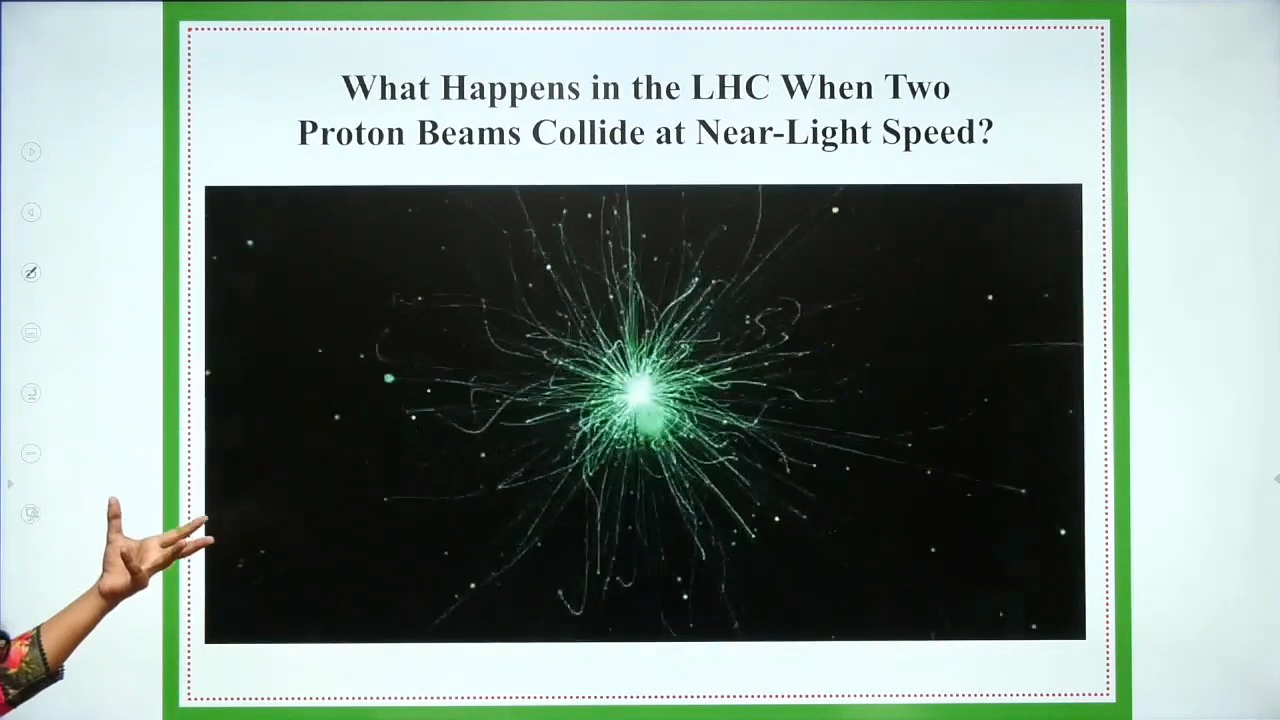 What Happens in the LHC When Two
Proton Beams Collide at Near-Light Speed?